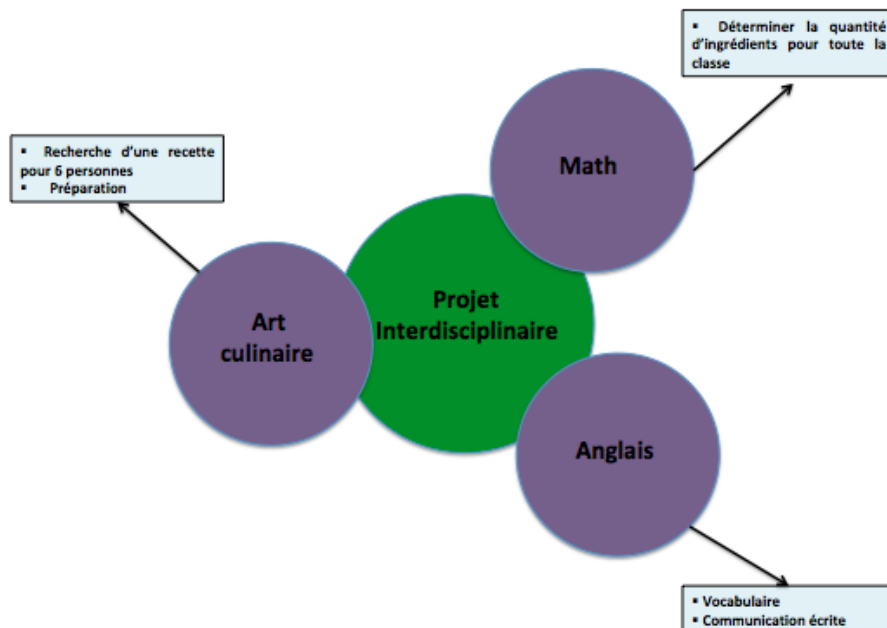 ▪ Déterminer la quantité
d'ingrédients pour toute la
classe
▪ Recherche d'une recette
pour 6 personnes
▪ Préparation
Math
Projet
Interdisciplinaire
Art
culinaire
Anglais
▪ Vocabulaire
▪ Communication écrite